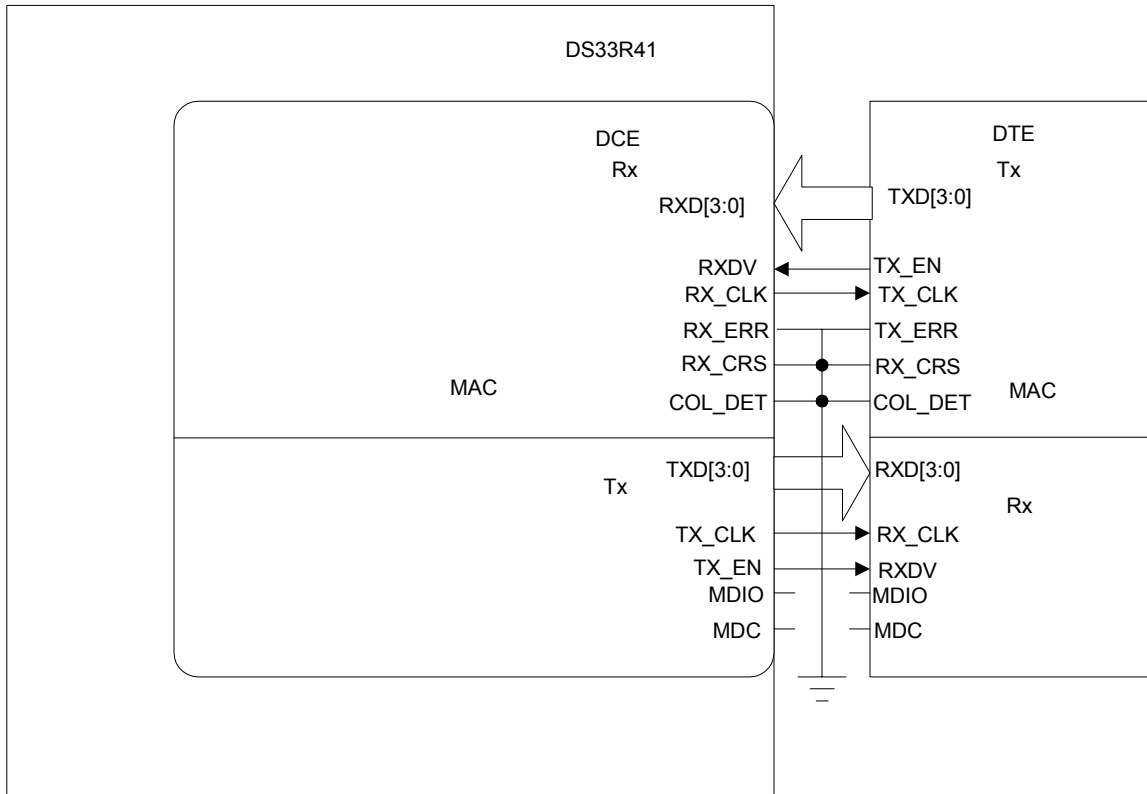 DS33R41
DCE
Rx
RXD[3:0]
RXDV
RX_CLK
RX_ERR
RX_CRS
COL_DET
MAC
Tx
TXD[3:0]
TX_CLK
TX_EN
MDIO
MDC
DTE
Tx
TXD[3:0]
TX_EN
TX_CLK
TX_ERR
RX_CRS
COL_DET
MAC
RXD[3:0]
Rx
RX_CLK
RXDV
MDIO
MDC